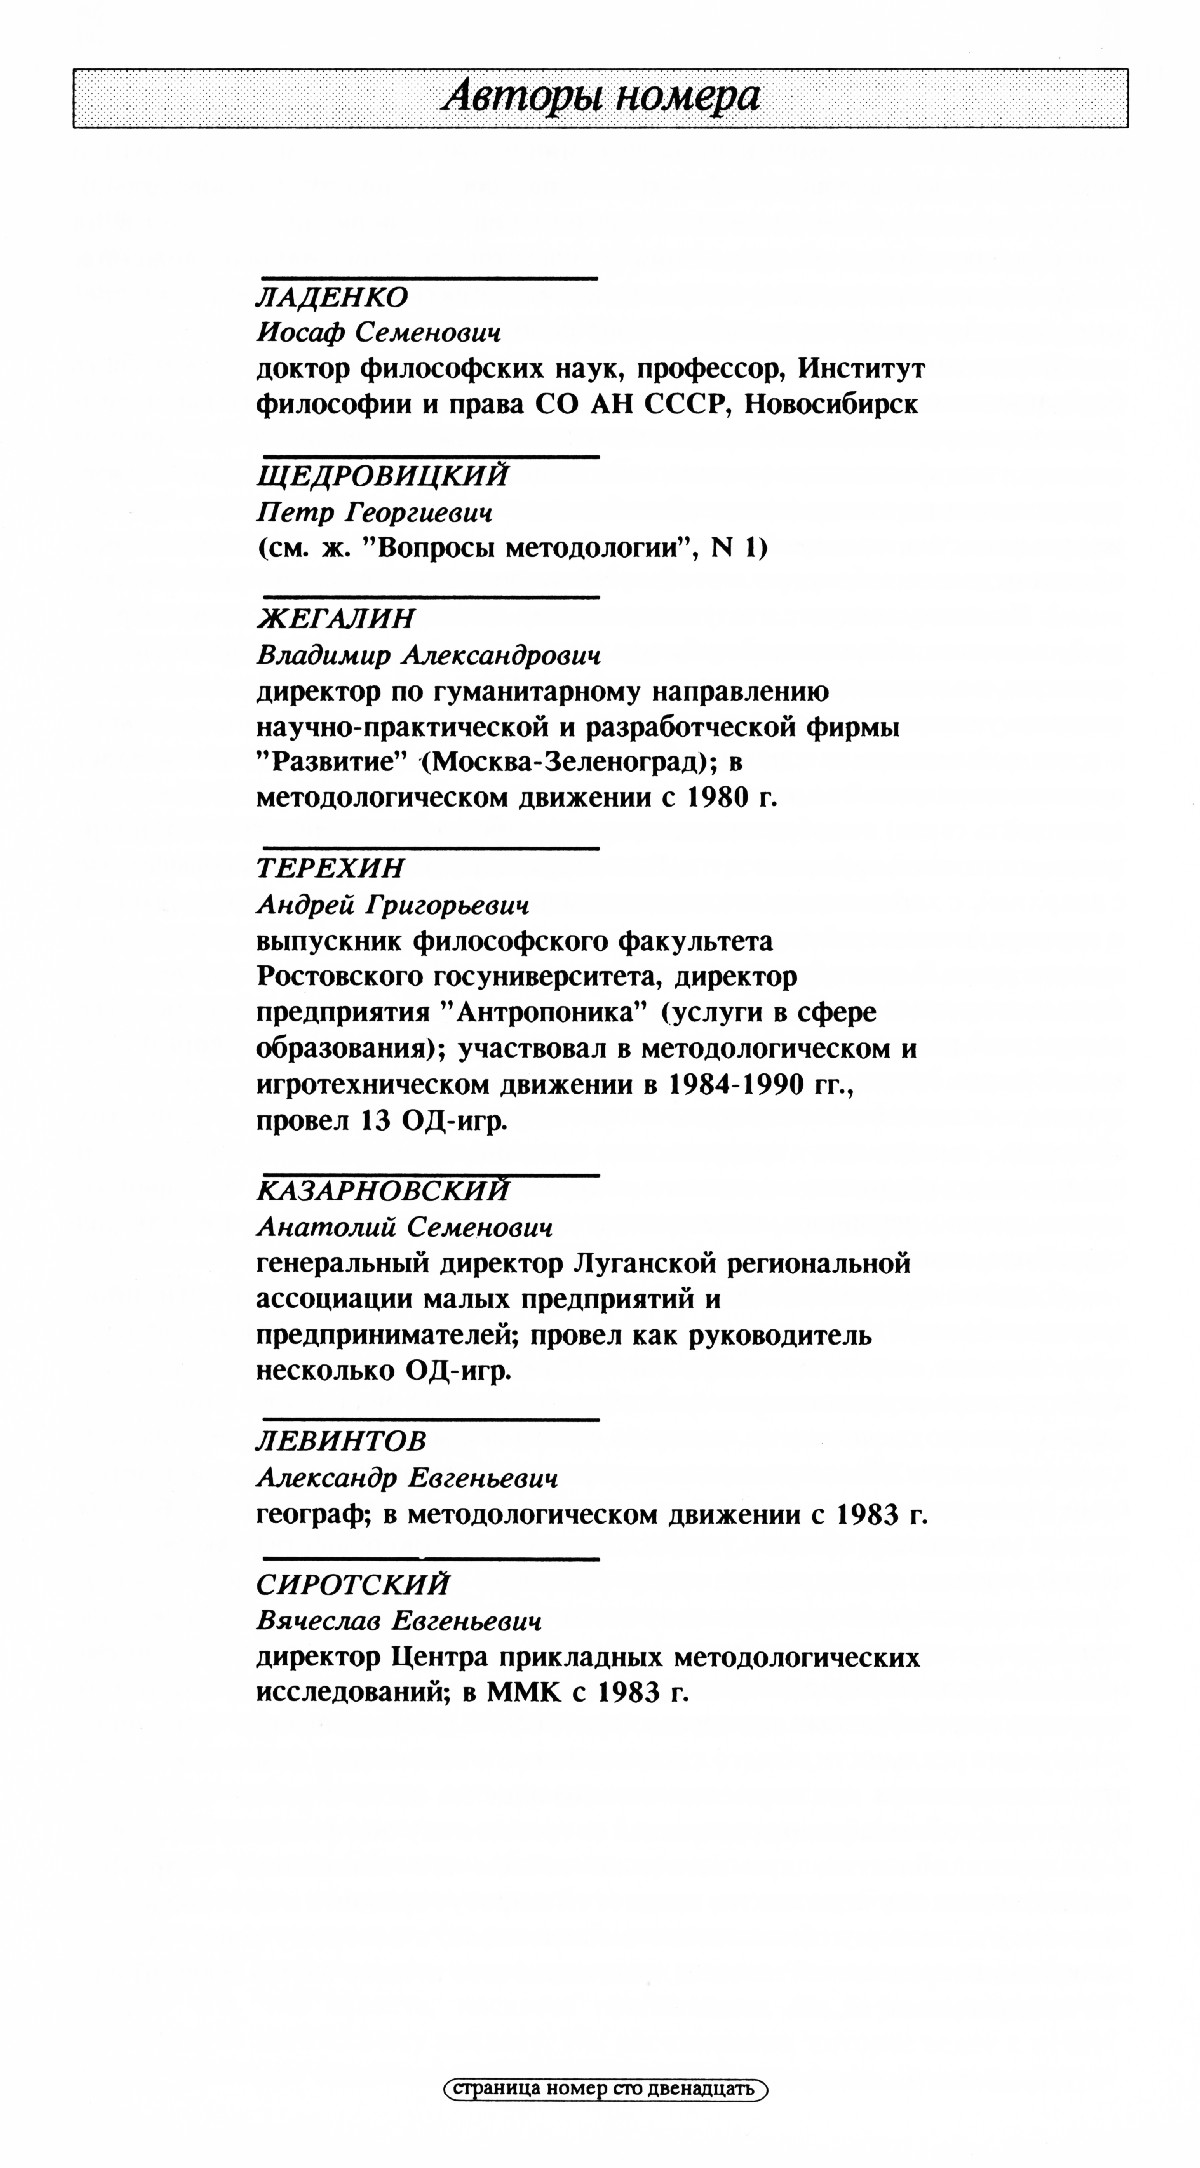 Авторы номера
ЛАДЕНКО
Иосаф Семенович
доктор философских наук, профессор, Институт
философии и права СО АН СССР, Новосибирск
ЩЕДРОВИЦКИЙ
Петр Георгиевич
(см. ж. ”Вопросы методологии”, N 1)
ЖЕГАЛИН
Владимир Александрович
директор по гуманитарному направлению
научно-практической и разработческой фирмы
”Развитие” (Москва-Зеленоград); в
методологическом движении с 1980 г.
ТЕРЕХИН
Андрей Григорьевич
выпускник философского факультета
Ростовского госуниверситета, директор
предприятия ”Антропоника” (услуги в сфере
образования); участвовал в методологическом и
игротехническом движении в 1984-1990 гг.,
провел 13 ОД-игр.
КАЗАРНОВСКИЙ
Анатолий Семенович
генеральный директор Луганской региональной
ассоциации малых предприятий и
предпринимателей; провел как руководитель
несколько ОД-игр.
ЛЕВИНТОВ
Александр Евгеньевич
географ; в методологическом движении с 1983 г.
СИРОТСКИЙ
Вячеслав Евгеньевич
директор Центра прикладных методологических
исследований; в ММК с 1983 г.
страница номер сто двенадцать